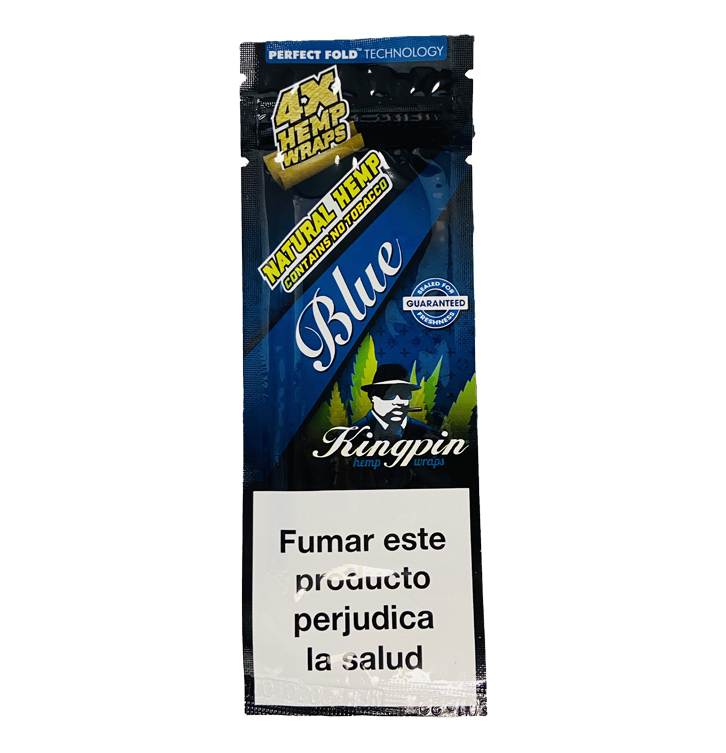 PERFECT FOLD™ TECHNOLOGY
4X
HEMP
WRAPS
NATURAL HEMP
CONTAINS NO TOBACCO
Blue
SEALED FOR
GUARANTEED
FRESHNESS
Kingpin
hemp wraps
Fumar este
producto
perjudica
la salud